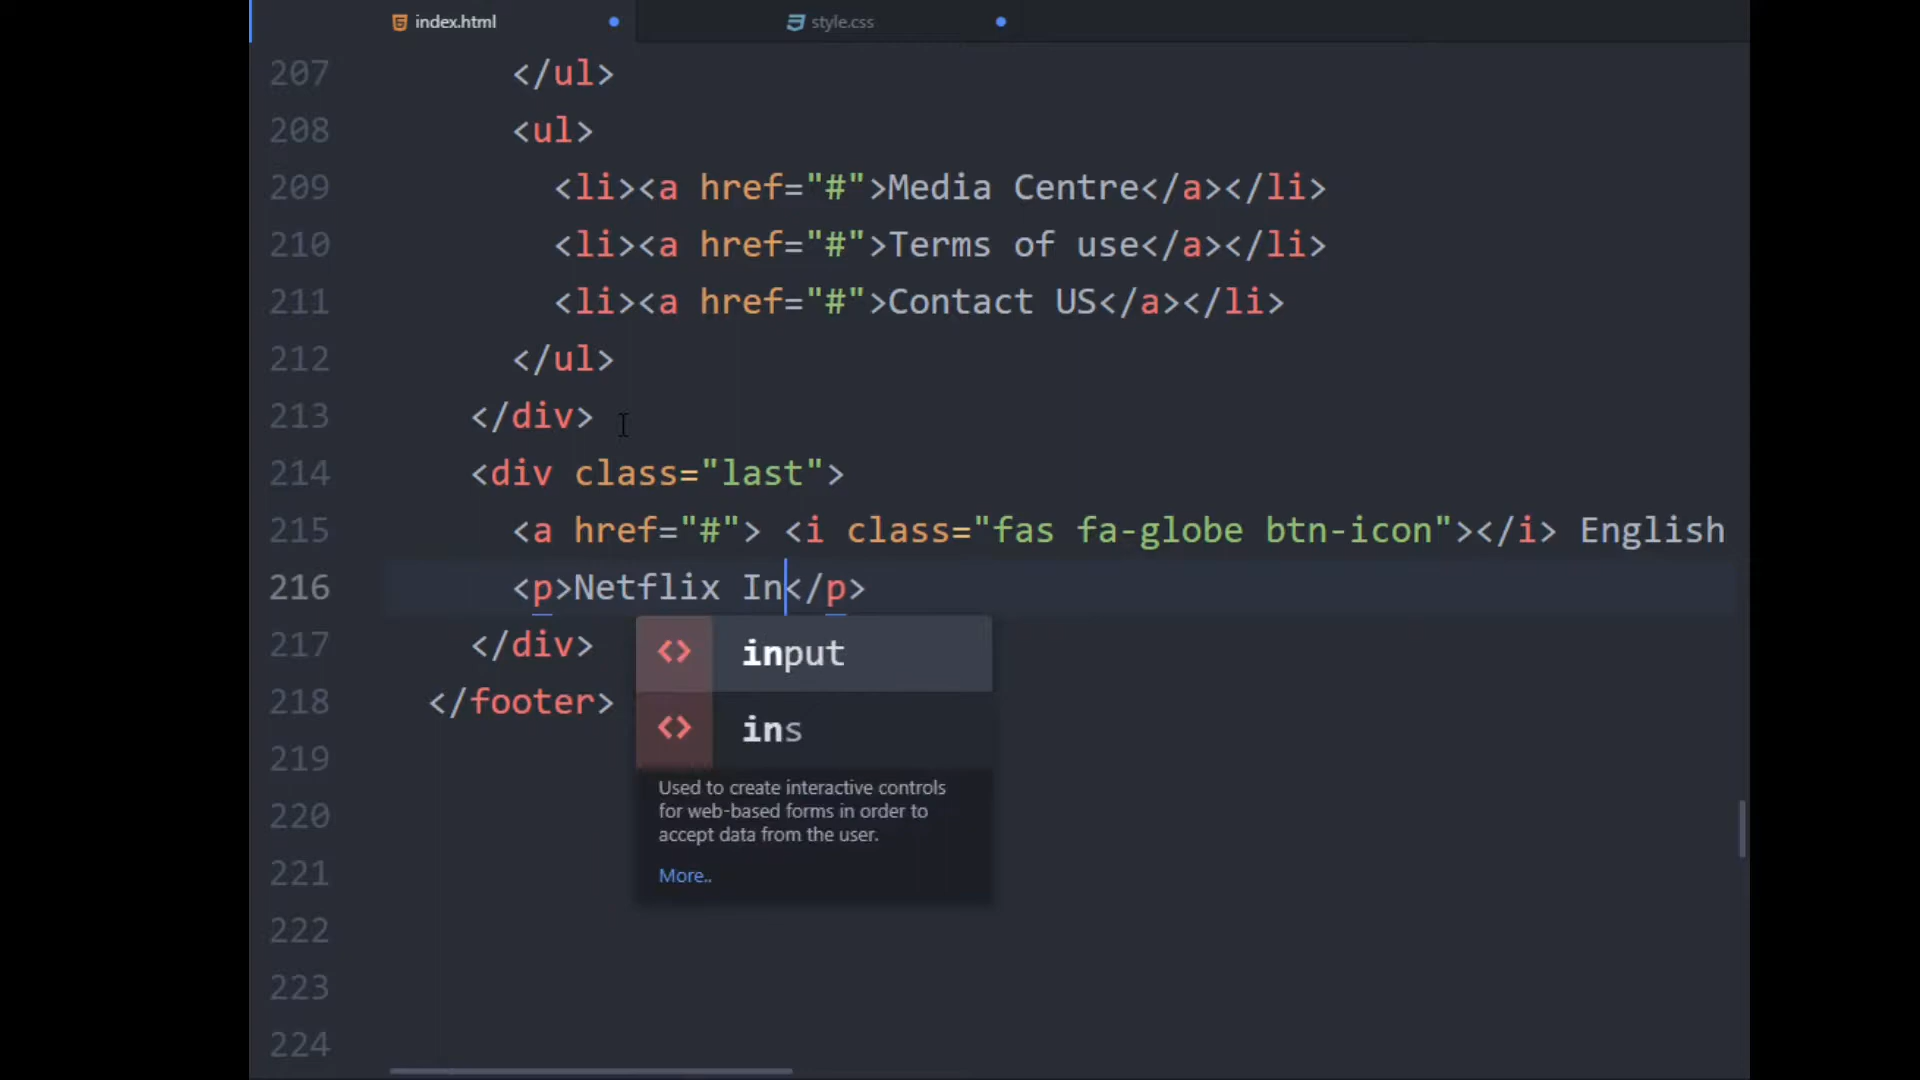 index.html
style.css
207 </ul>
208 <ul>
209 <li><a href="#">Media Centre</a></li>
210 <li><a href="#">Terms of use</a></li>
211 <li><a href="#">Contact US</a></li>
212 </ul>
213 </div>
214 <div class="last">
215 <a href="#"> <i class="fas fa-globe btn-icon"></i> English
216 <p>Netflix In</p>
217 </div>
218 </footer>
219
220
221
222
223
224
<> input
<> ins
Used to create interactive controls
for web-based forms in order to
accept data from the user.
More..